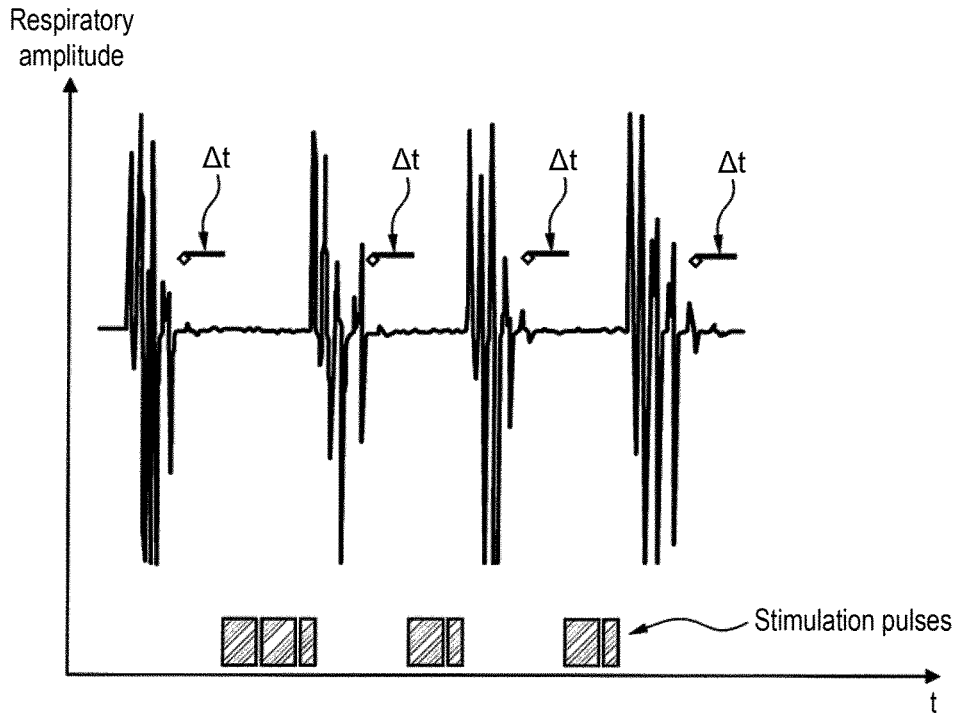 Respiratory
amplitude
Δt
Δt
Δt
Δt
Stimulation pulses
t